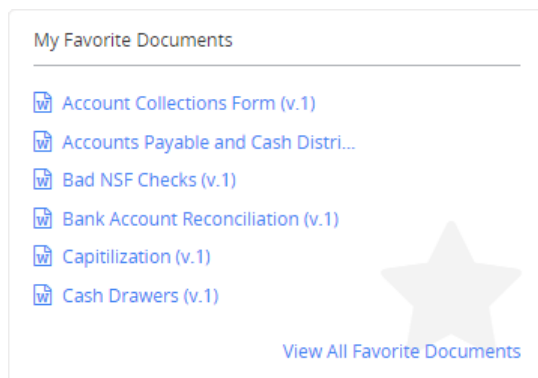 My Favorite Documents
Account Collections Form (v.1)
Accounts Payable and Cash Distri...
Bad NSF Checks (v.1)
Bank Account Reconciliation (v.1)
Capitilization (v.1)
Cash Drawers (v.1)
View All Favorite Documents